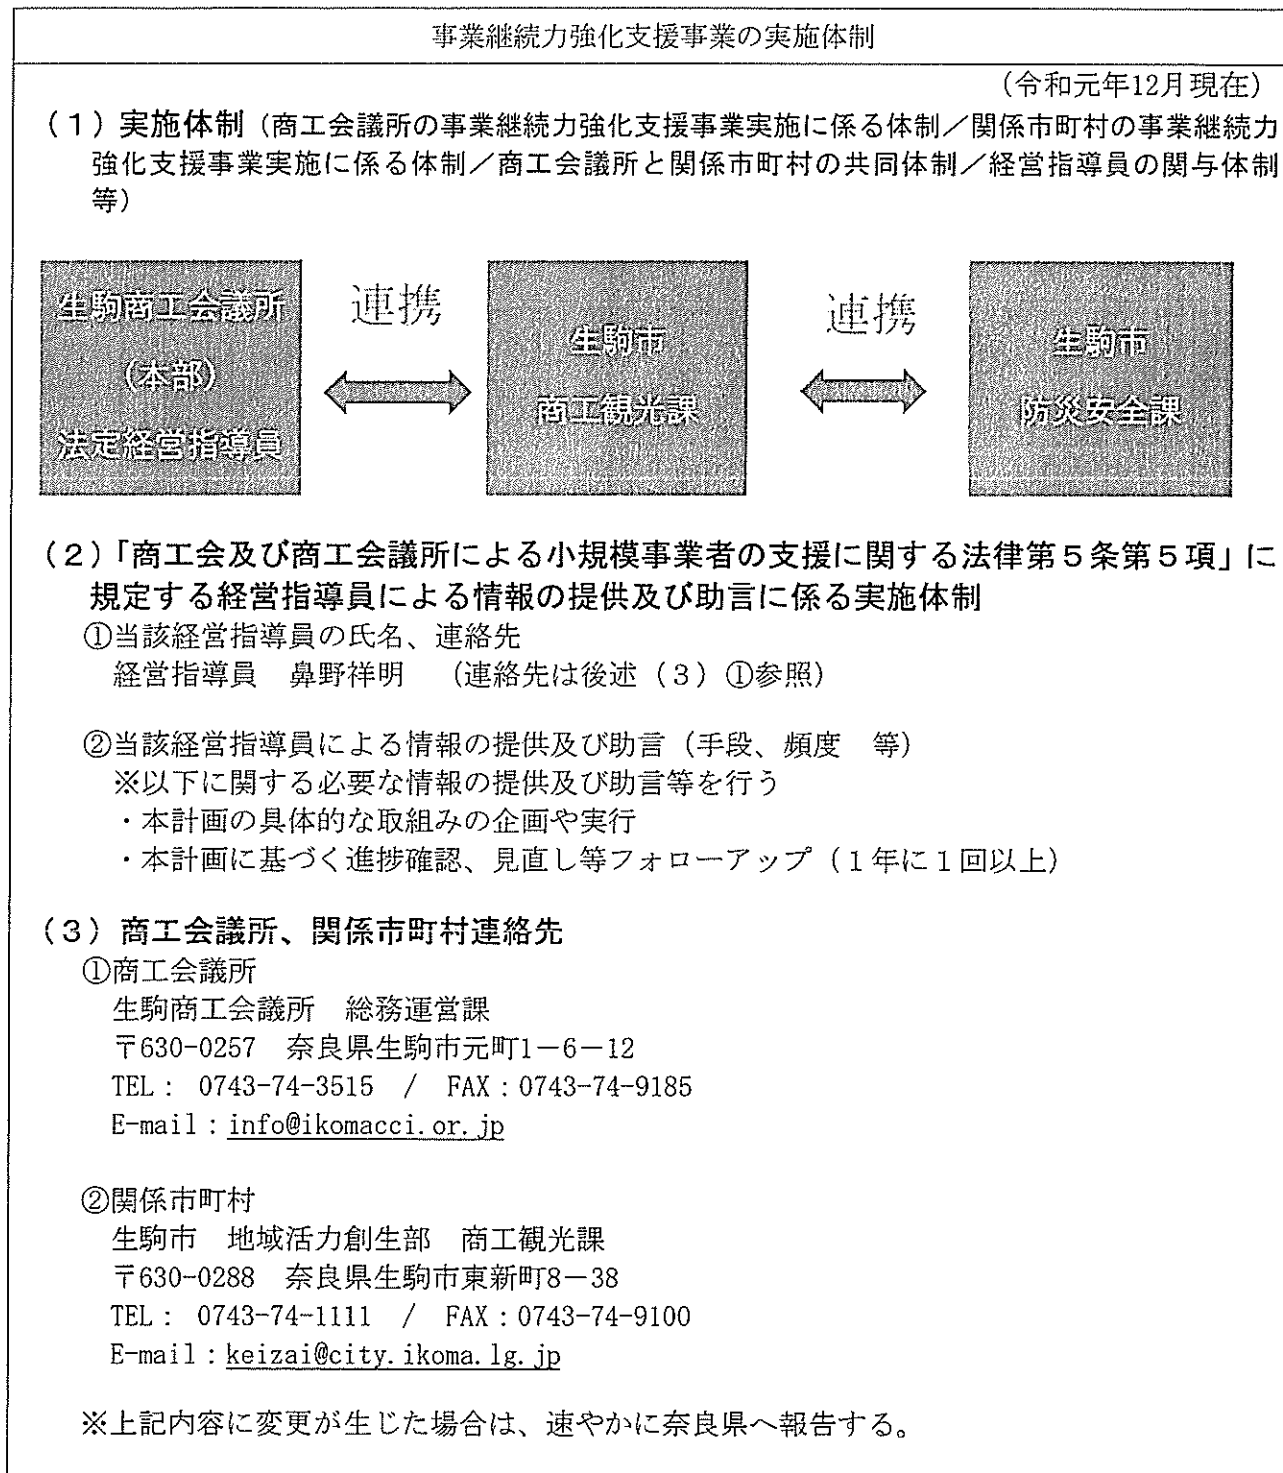 事業継続力強化支援事業の実施体制
(令和元年12月現在)
(1)実施体制(商工会議所の事業継続力強化支援事業実施に係る体制/関係市町村の事業継続力
強化支援事業実施に係る体制/商工会議所と関係市町村の共同体制/経営指導員の関与体制
等)
生駒商工会議所
(本部)
法定経営指導員
連携
生駒市
商工観光課
連携
生駒市
防災安全課
(2)「商工会及び商工会議所による小規模事業者の支援に関する法律第5条第5項」に
規定する経営指導員による情報の提供及び助言に係る実施体制
①当該経営指導員の氏名、連絡先
経営指導員 鼻野祥明 (連絡先は後述(3)①参照)
②当該経営指導員による情報の提供及び助言(手段、頻度 等)
※以下に関する必要な情報の提供及び助言等を行う
・本計画の具体的な取組みの企画や実行
・本計画に基づく進捗確認、見直し等フォローアップ(1年に1回以上)
(3)商工会議所、関係市町村連絡先
①商工会議所
生駒商工会議所 総務運営課
〒630-0257 奈良県生駒市元町1-6-12
TEL: 0743-74-3515 / FAX:0743-74-9185
E-mail:info@ikomacci.or.jp
②関係市町村
生駒市 地域活力創生部 商工観光課
〒630-0288 奈良県生駒市東新町8-38
TEL: 0743-74-1111 / FAX:0743-74-9100
E-mail:keizai@city.ikoma.lg.jp
※上記内容に変更が生じた場合は、速やかに奈良県へ報告する。